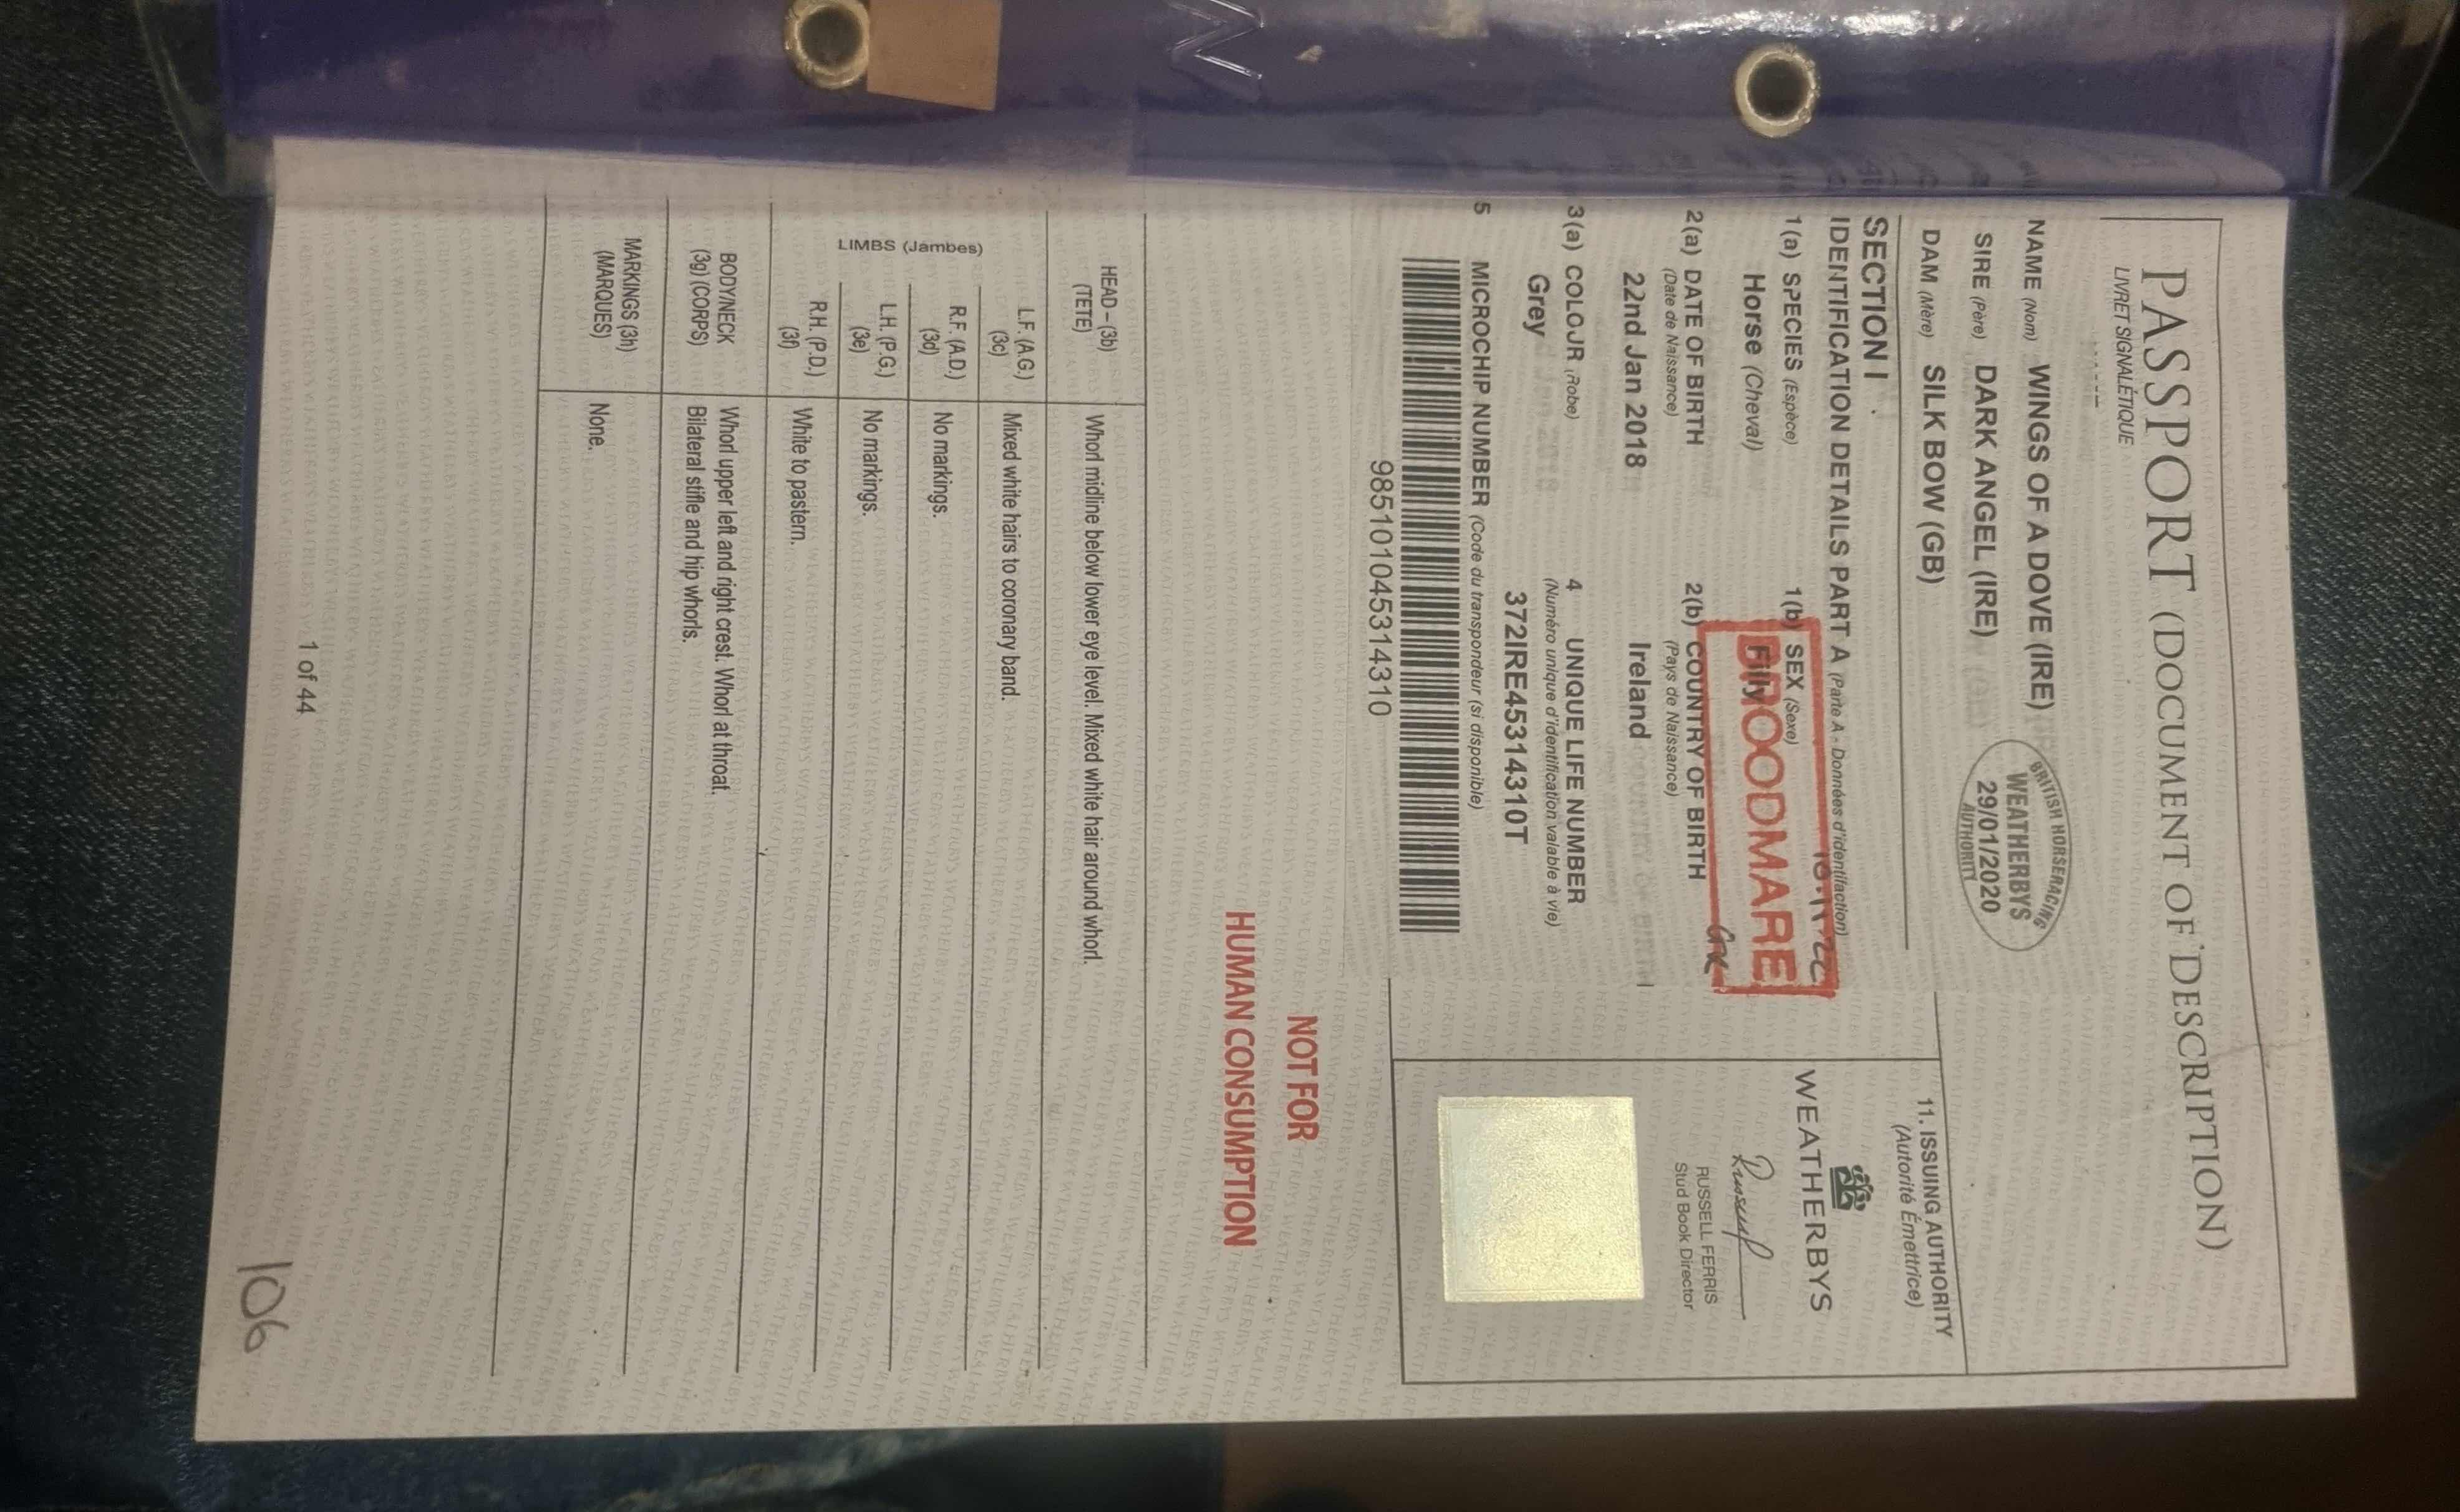 PASSPORT (DOCUMENT OF DESCRIPTION)
LIVRET SIGNALÉTIQUE
NAME (Nom) WINGS OF A DOVE (IRE)
SIRE (Père) DARK ANGEL (IRE)
DAM (Mère) SILK BOW (GB)
BRITISH HORSERACING
WEATHERBYS
29/01/2020
AUTHORITY
SECTION I
IDENTIFICATION DETAILS PART A (Partie A - Données d'identifaction)
1(a) SPECIES (Espèce)
Horse (Cheval)
1(b) SEX (Sexe)
Filly
BROODMARE
2(a) DATE OF BIRTH
(Date de Naissance)
22nd Jan 2018
2(b) COUNTRY OF BIRTH
(Pays de Naissance)
Ireland
3(a) COLOUR (Robe)
Grey
4 UNIQUE LIFE NUMBER
(Numéro unique d'identification valable à vie)
372IRE45314310T
5 MICROCHIP NUMBER (Code du transpondeur (si disponible)
985101045314310
11. ISSUING AUTHORITY
(Autorité Émettrice)
WEATHERBYS
RUSSELL FERRIS
Stud Book Director
NOT FOR
HUMAN CONSUMPTION
HEAD – (3b)
(TETE)
Whorl midline below lower eye level. Mixed white hair around whorl.
LIMBS (Jambes)
L.F. (A.G.)
(3c)
Mixed white hairs to coronary band.
R.F. (A.D.)
(3d)
No markings.
L.H. (P.G.)
(3e)
No markings.
R.H. (P.D.)
(3f)
White to pastern.
BODY/NECK
(3g) (CORPS)
Whorl upper left and right crest. Whorl at throat.
Bilateral stifle and hip whorls.
MARKINGS (3h)
(MARQUES)
None.
1 of 44
106